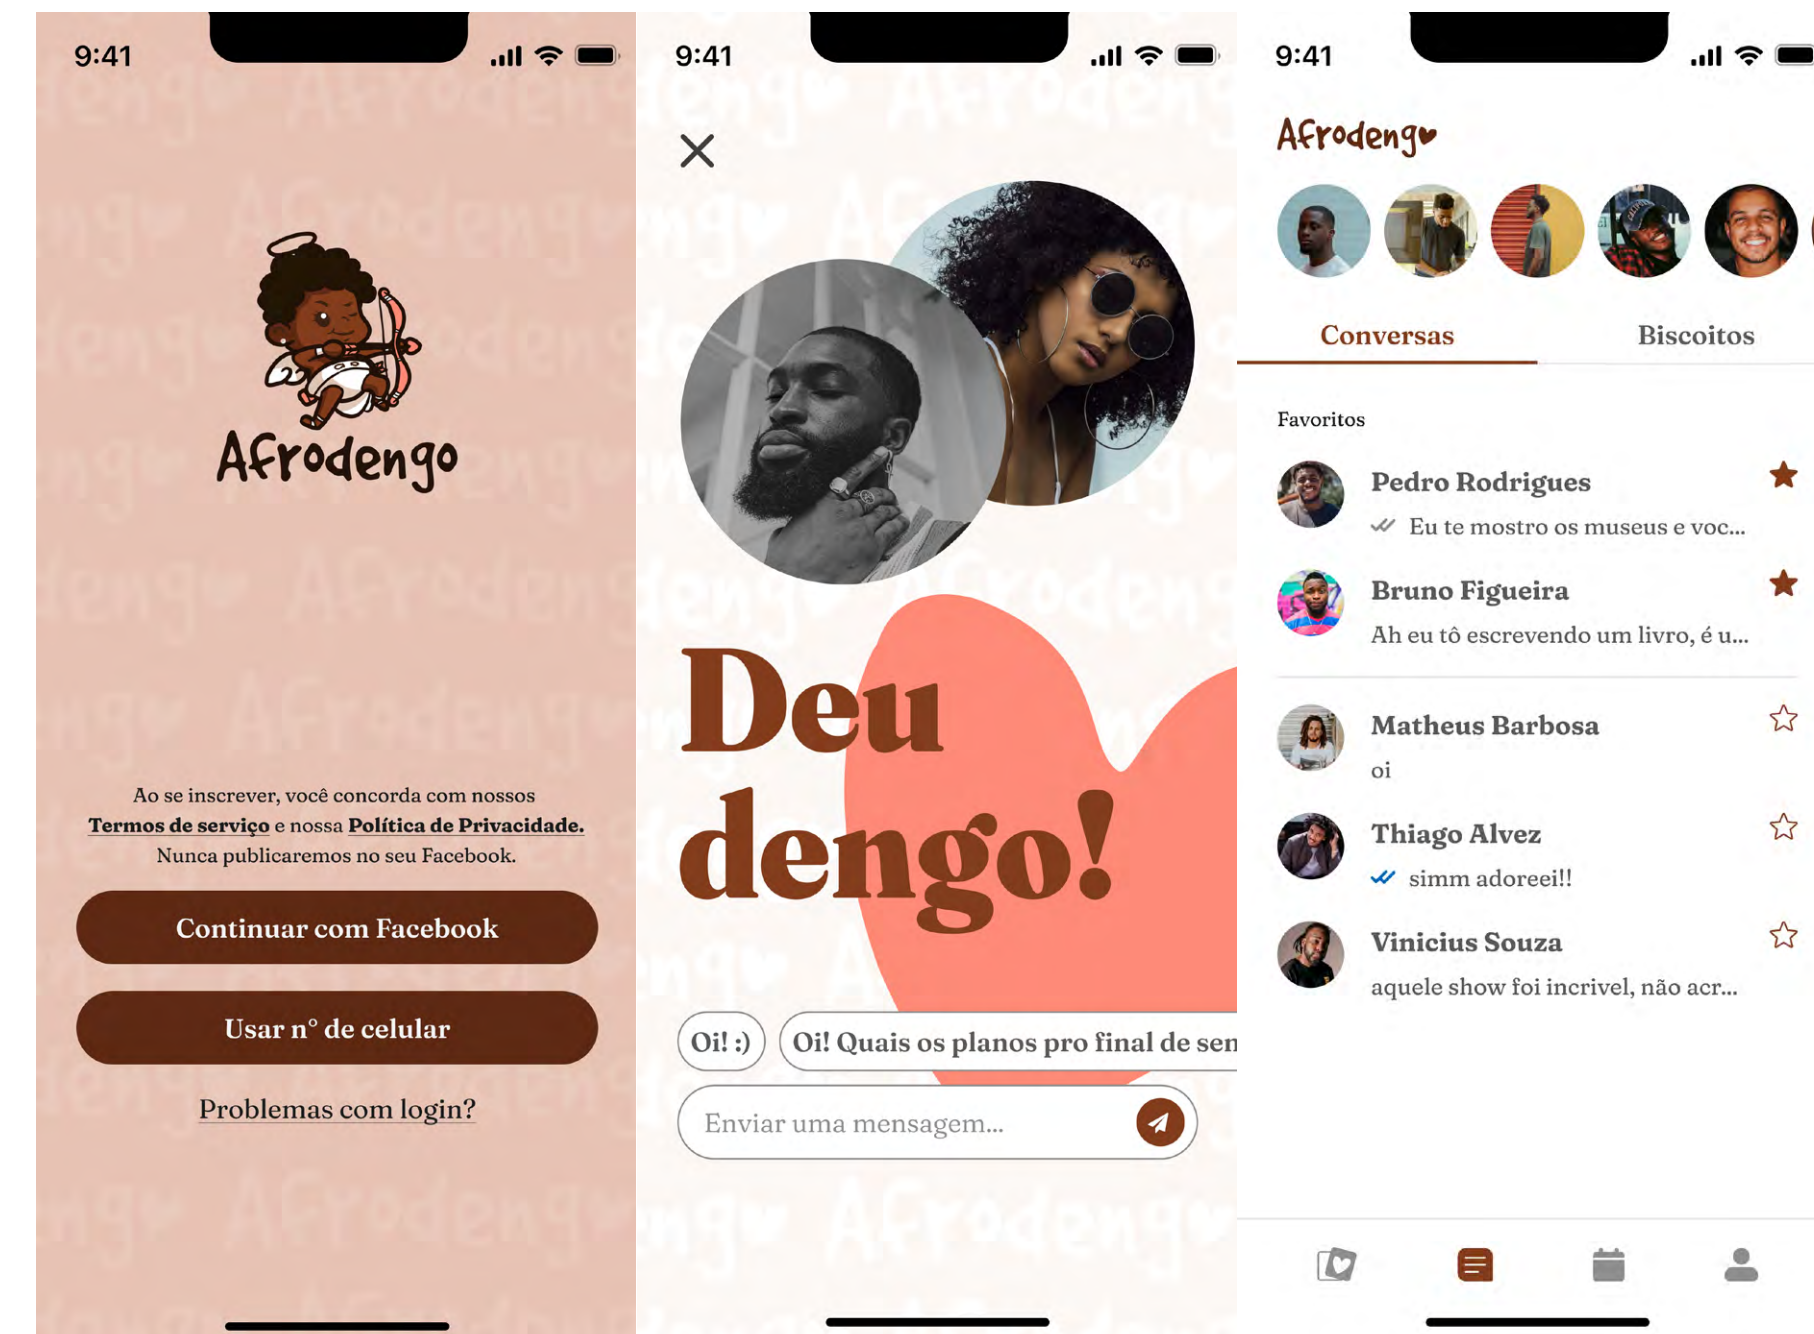 9:41
Afrodengo
Ao se inscrever, você concorda com nossos
Termos de serviço e nossa Política de Privacidade.
Nunca publicaremos no seu Facebook.
Continuar com Facebook
Usar n° de celular
Problemas com login?
9:41
Deu
dengo!
Oi! :)
Oi! Quais os planos pro final de sen
Enviar uma mensagem...
9:41
Afrodengo
Conversas
Biscoitos
Favoritos
Pedro Rodrigues
Eu te mostro os museus e voc...
Bruno Figueira
Ah eu tô escrevendo um livro, é u...
Matheus Barbosa
oi
Thiago Alvez
simm adoreei!!
Vinicius Souza
aquele show foi incrivel, não acr...